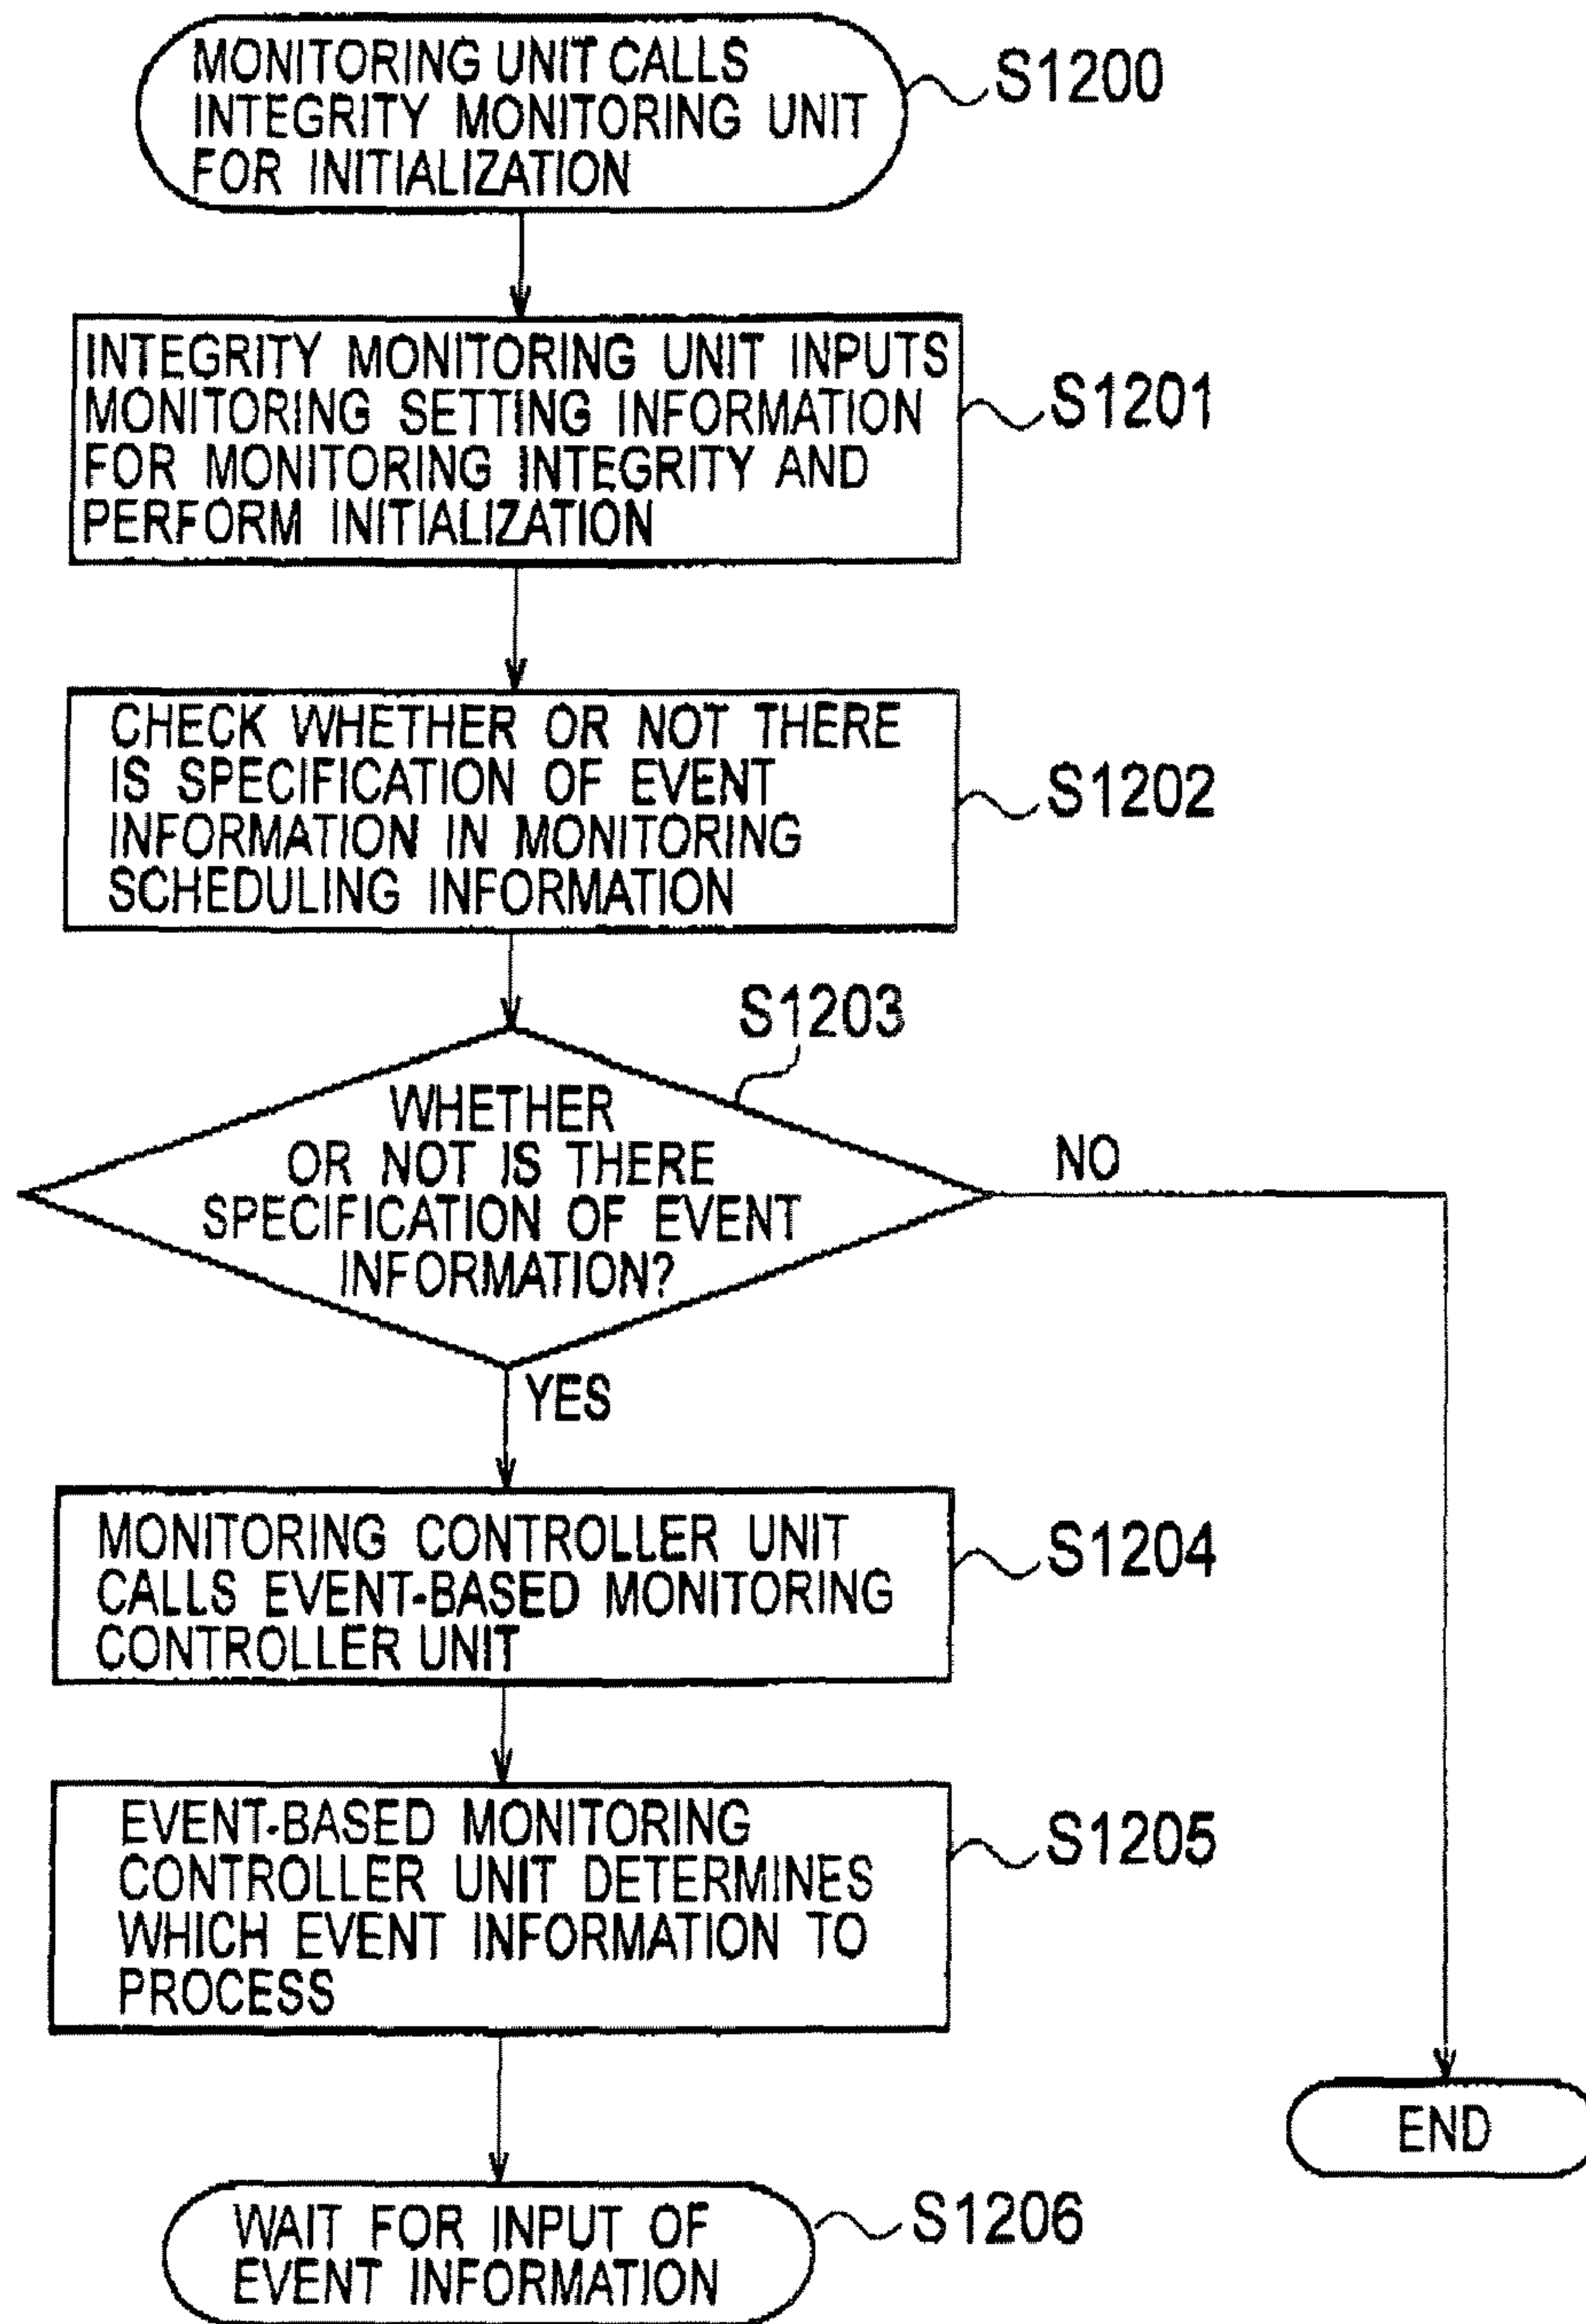 MONITORING UNIT CALLS
INTEGRITY MONITORING UNIT
FOR INITIALIZATION
S1200
INTEGRITY MONITORING UNIT INPUTS
MONITORING SETTING INFORMATION
FOR MONITORING INTEGRITY AND
PERFORM INITIALIZATION
S1201
CHECK WHETHER OR NOT THERE
IS SPECIFICATION OF EVENT
INFORMATION IN MONITORING
SCHEDULING INFORMATION
S1202
S1203
WHETHER
OR NOT IS THERE
SPECIFICATION OF EVENT
INFORMATION?
NO
YES
MONITORING CONTROLLER UNIT
CALLS EVENT-BASED MONITORING
CONTROLLER UNIT
S1204
EVENT-BASED MONITORING
CONTROLLER UNIT DETERMINES
WHICH EVENT INFORMATION TO
PROCESS
S1205
END
WAIT FOR INPUT OF
EVENT INFORMATION
S1206